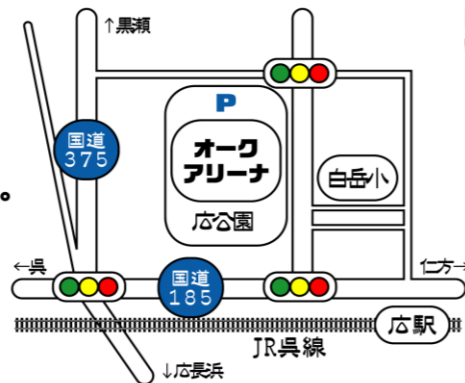 ↑黒瀬
P
国道
375
オーク
アリーナ
白岳小
広公園
←呉
国道
185
仁方→
広駅
JR呉線
↓広長浜